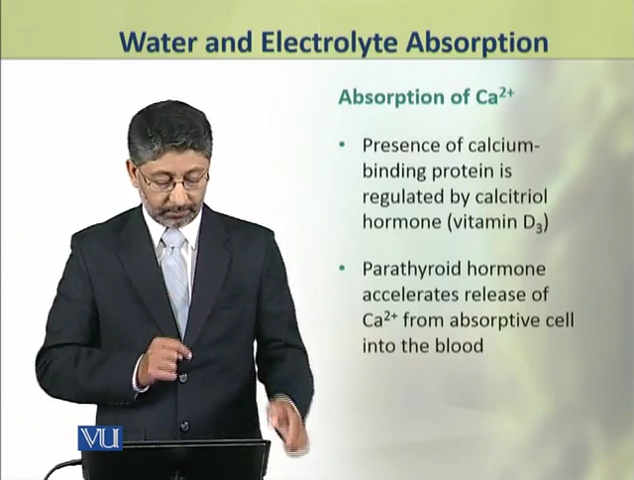 Water and Electrolyte Absorption
Absorption of Ca²⁺
• Presence of calcium-
binding protein is
regulated by calcitriol
hormone (vitamin D₃)
• Parathyroid hormone
accelerates release of
Ca²⁺ from absorptive cell
into the blood
VU